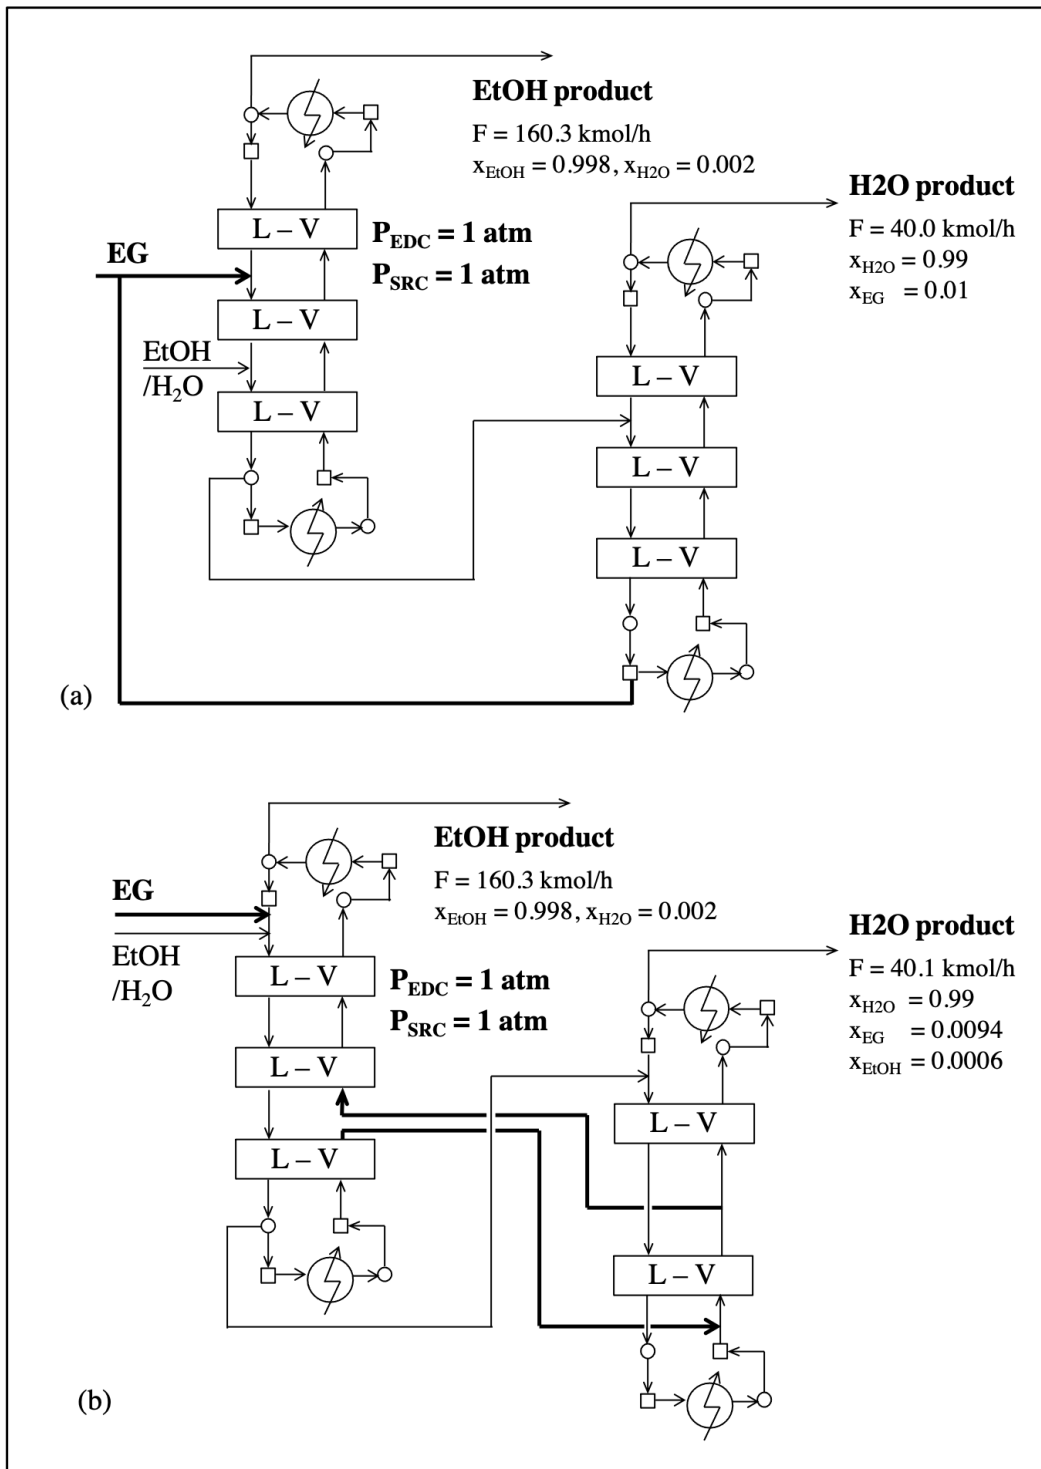 EtOH product
F = 160.3 kmol/h
x_EtOH = 0.998, x_H2O = 0.002
H2O product
F = 40.0 kmol/h
x_H2O = 0.99
x_EG = 0.01
L – V
P_EDC = 1 atm
P_SRC = 1 atm
EG
L – V
EtOH
/H₂O
L – V
L – V
L – V
L – V
(a)
EtOH product
F = 160.3 kmol/h
x_EtOH = 0.998, x_H2O = 0.002
EG
EtOH
/H₂O
H2O product
F = 40.1 kmol/h
x_H2O = 0.99
x_EG = 0.0094
x_EtOH = 0.0006
L – V
P_EDC = 1 atm
P_SRC = 1 atm
L – V
L – V
L – V
L – V
(b)